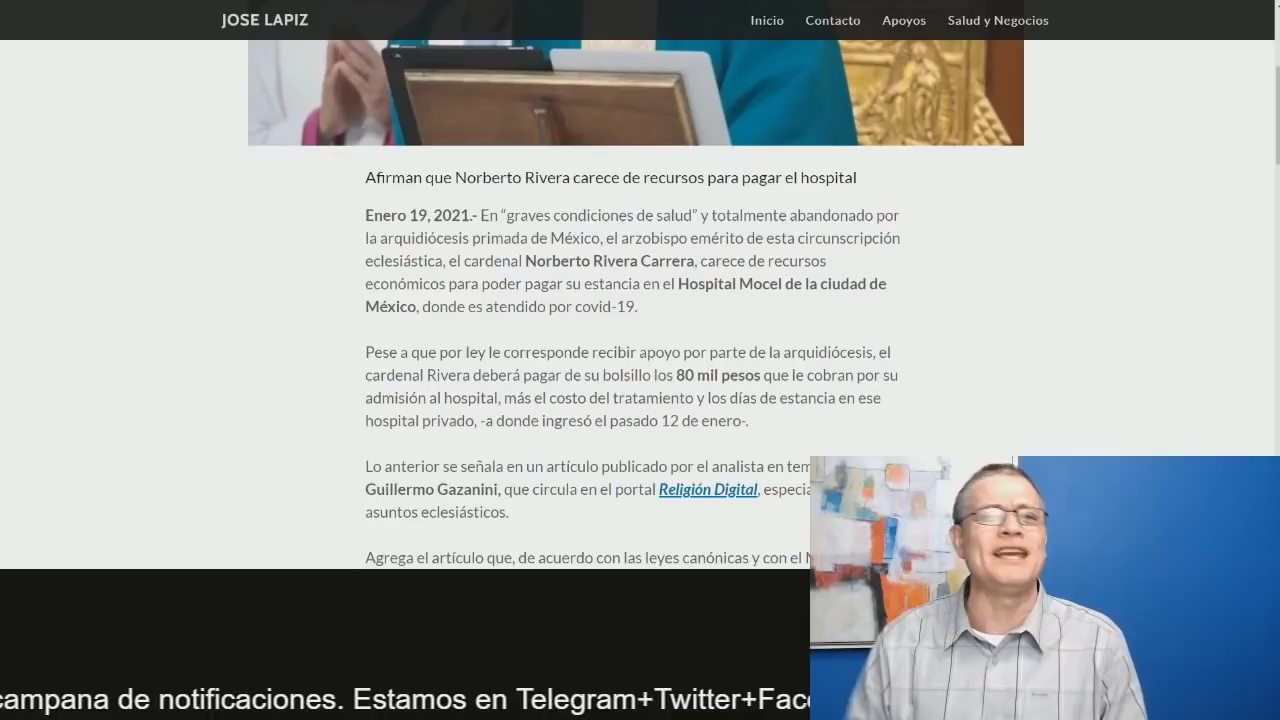 JOSE LAPIZ Inicio Contacto Apoyos Salud y Negocios
Afirman que Norberto Rivera carece de recursos para pagar el hospital
Enero 19, 2021.- En “graves condiciones de salud” y totalmente abandonado por
la arquidiócesis primada de México, el arzobispo emérito de esta circunscripción
eclesiástica, el cardenal Norberto Rivera Carrera, carece de recursos
económicos para poder pagar su estancia en el Hospital Mocel de la ciudad de
México, donde es atendido por covid-19.
Pese a que por ley le corresponde recibir apoyo por parte de la arquidiócesis, el
cardenal Rivera deberá pagar de su bolsillo los 80 mil pesos que le cobran por su
admisión al hospital, más el costo del tratamiento y los días de estancia en ese
hospital privado, -a donde ingresó el pasado 12 de enero-.
Lo anterior se señala en un artículo publicado por el analista en
Guillermo Gazanini, que circula en el portal Religión Digital,
asuntos eclesiásticos.
Agrega el artículo que, de acuerdo con las leyes canónicas y con el
campana de notificaciones. Estamos en Telegram+Twitter+